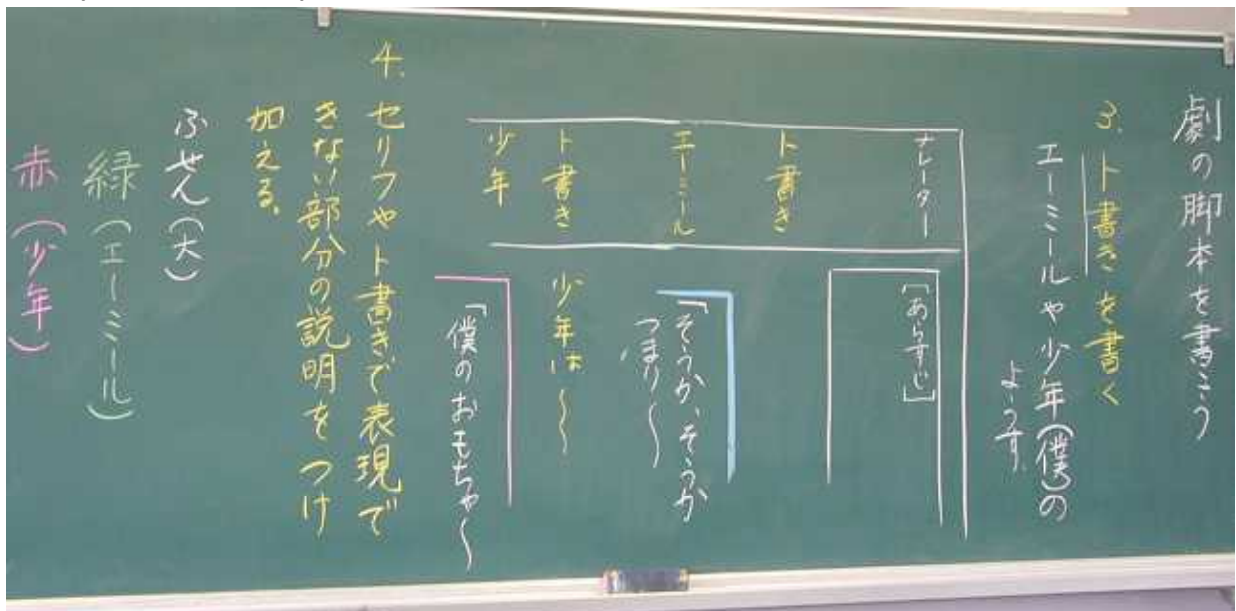 劇の脚本を書こう
3. ト書きを書く
エーミールや少年(僕)の
ようす
ナレーター
[あらすじ]
ト書き
エーミール
「そうか、そうか
つまり〜
ト書き
少年は〜
少年
「僕のおもちゃ〜
4. セリフやト書きで表現で
きない部分の説明をつけ
加える。
ふせん(大)
緑(エーミール)
赤(少年)